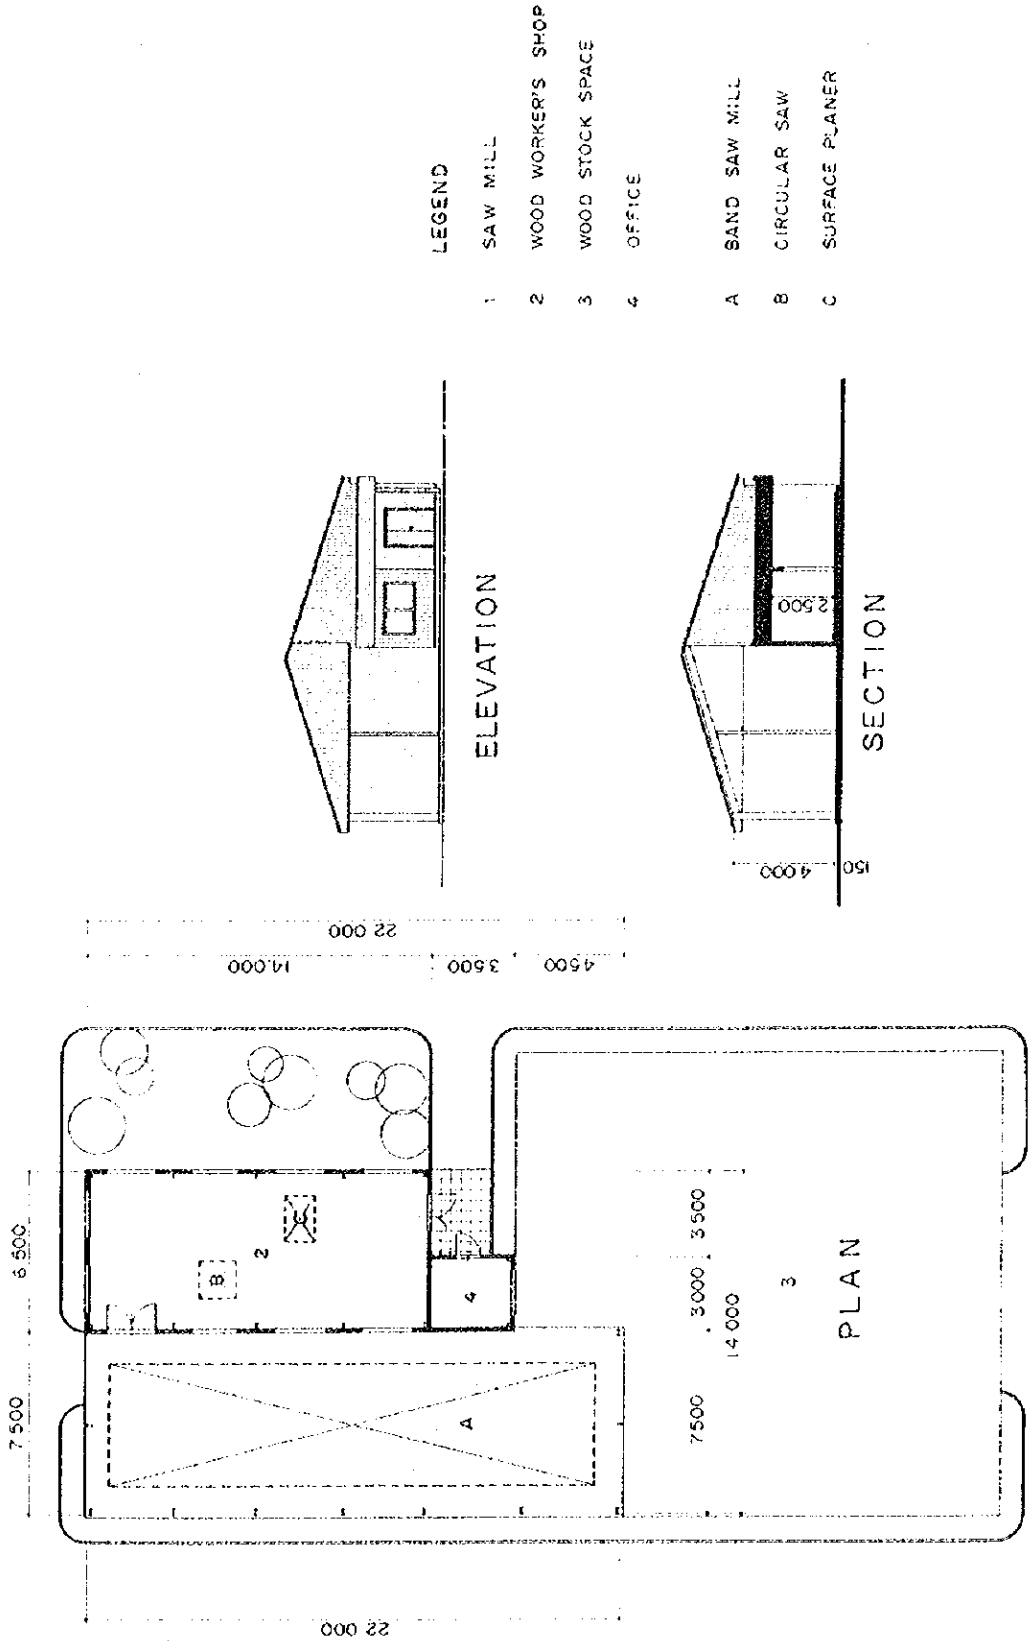 LEGEND
1 SAW MILL
2 WOOD WORKER'S SHOP
3 WOOD STOCK SPACE
4 OFFICE
A BAND SAW MILL
B CIRCULAR SAW
C SURFACE PLANER
ELEVATION
2500
4000
150
SECTION
22 000
14,000
3500
4500
7500
6500
B
2
C
4
A
7500
3000
3500
14 000
3
PLAN
22 000